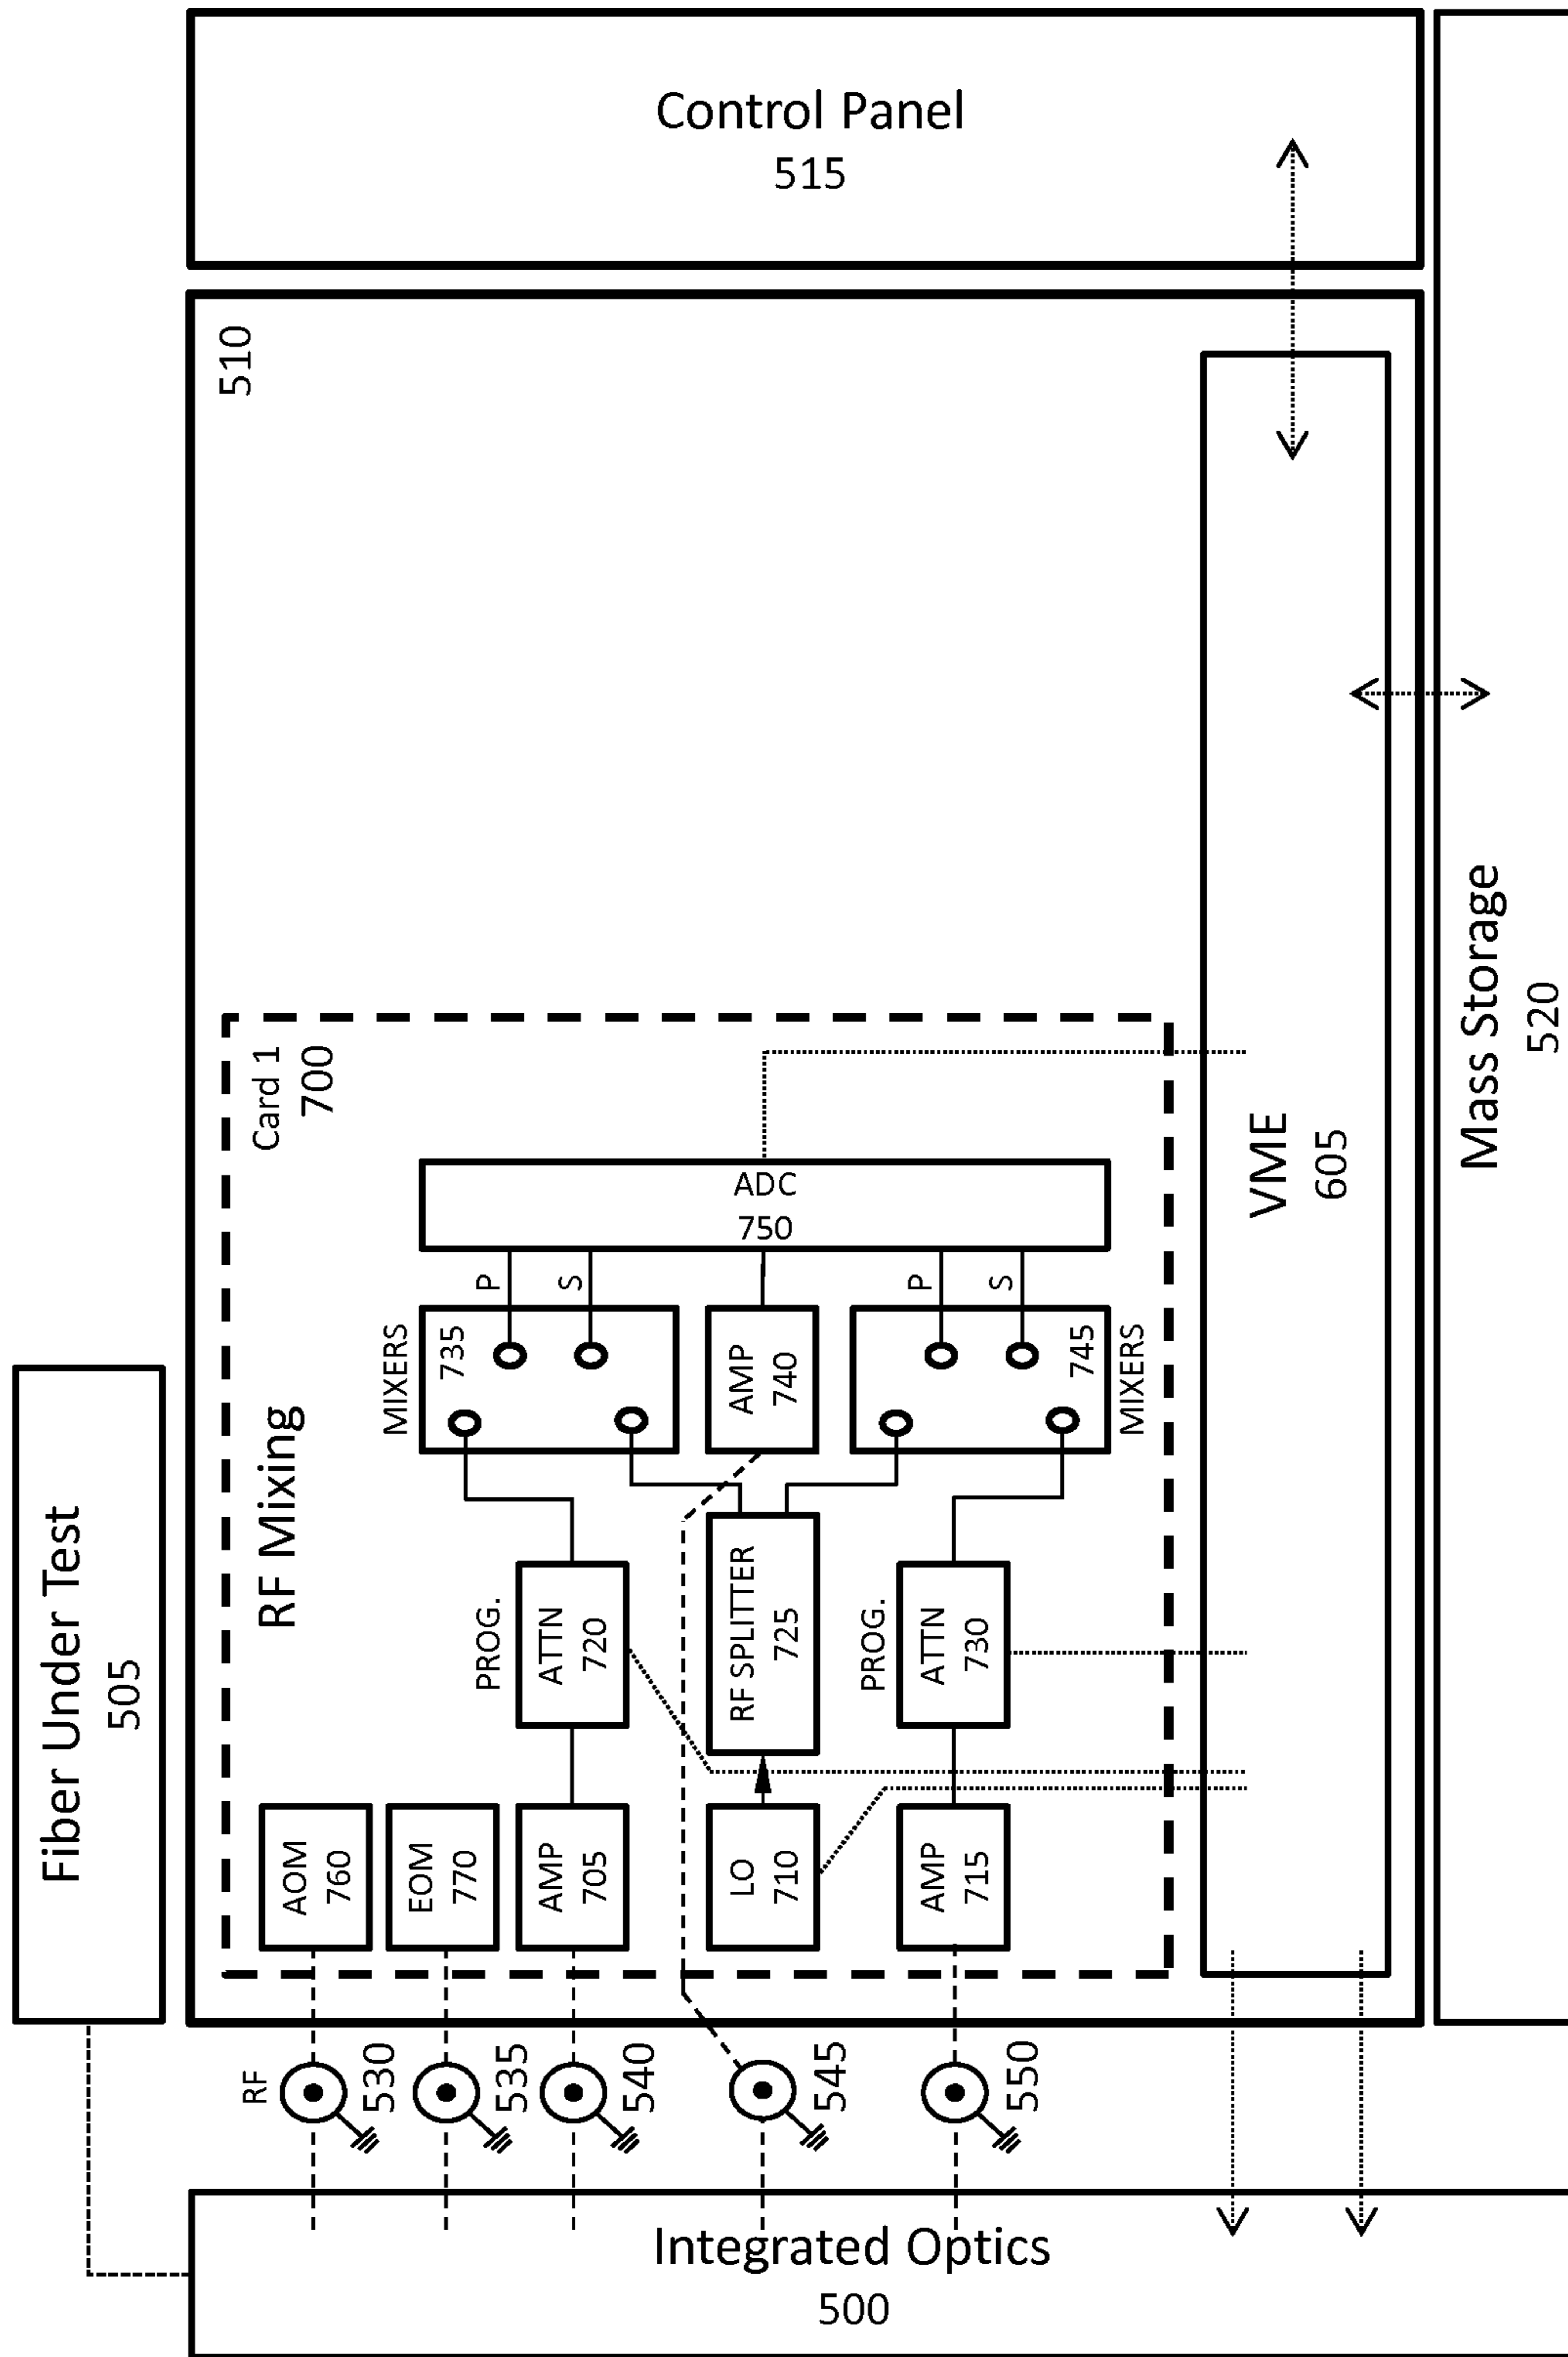 Control Panel
515
510
Fiber Under Test
505
Card 1
700
RF Mixing
ADC
750
P
S
P
S
MIXERS
735
AMP
740
745
MIXERS
PROG.
ATTN
720
RF SPLITTER
725
PROG.
ATTN
730
AOM
760
EOM
770
AMP
705
LO
710
AMP
715
VME
605
Mass Storage
520
RF
530
535
540
545
550
Integrated Optics
500